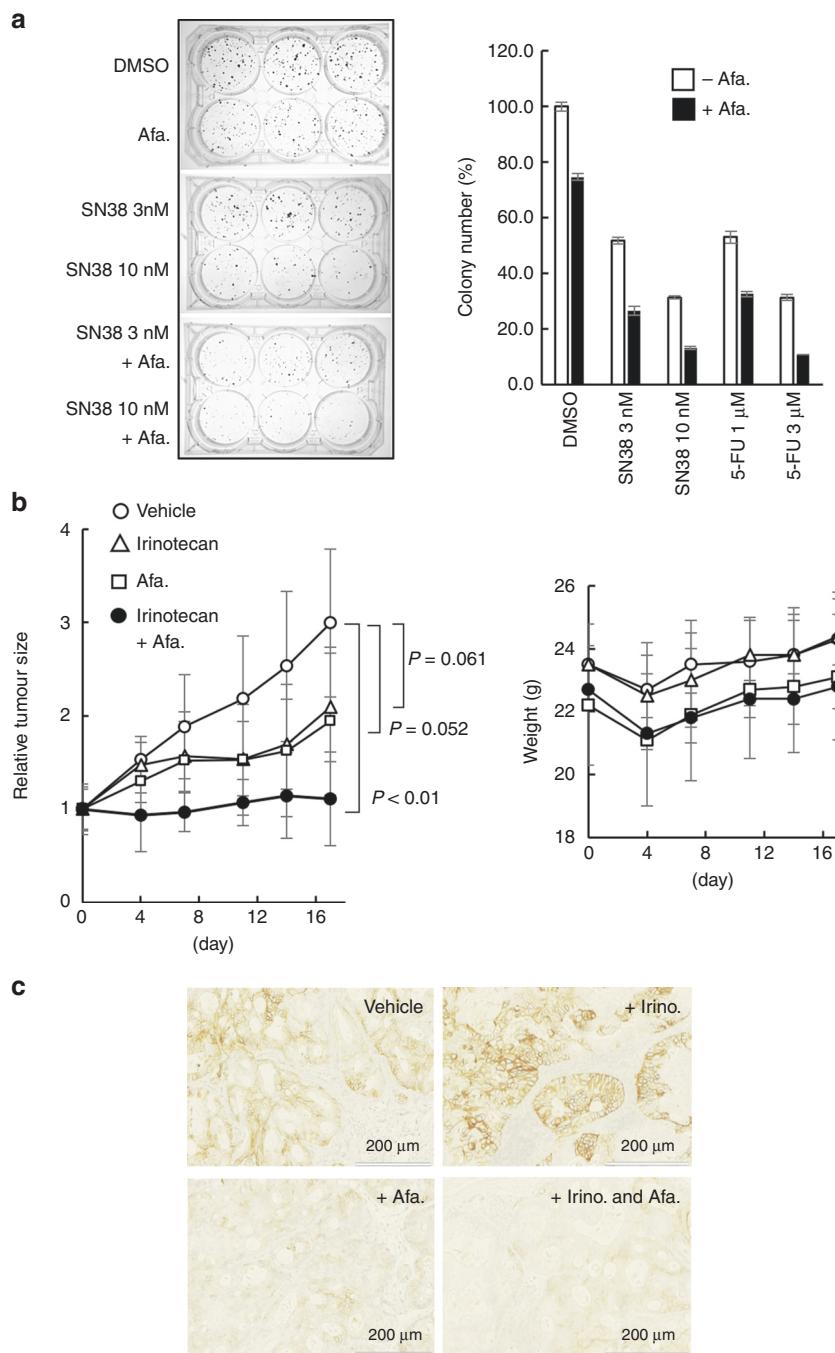 a
DMSO
Afa.
SN38 3nM
SN38 10 nM
SN38 3 nM
+ Afa.
SN38 10 nM
+ Afa.
Colony number (%)
120.0
100.0
80.0
60.0
40.0
20.0
0.0
– Afa.
+ Afa.
DMSO
SN38 3 nM
SN38 10 nM
5-FU 1 μM
5-FU 3 μM
b
Relative tumour size
4
3
2
1
0
Vehicle
Irinotecan
Afa.
Irinotecan
+ Afa.
P = 0.061
P = 0.052
P < 0.01
0 4 8 12 16
(day)
Weight (g)
26
24
22
20
18
0 4 8 12 16
(day)
c
Vehicle
200 μm
+ Irino.
200 μm
+ Afa.
200 μm
+ Irino. and Afa.
200 μm